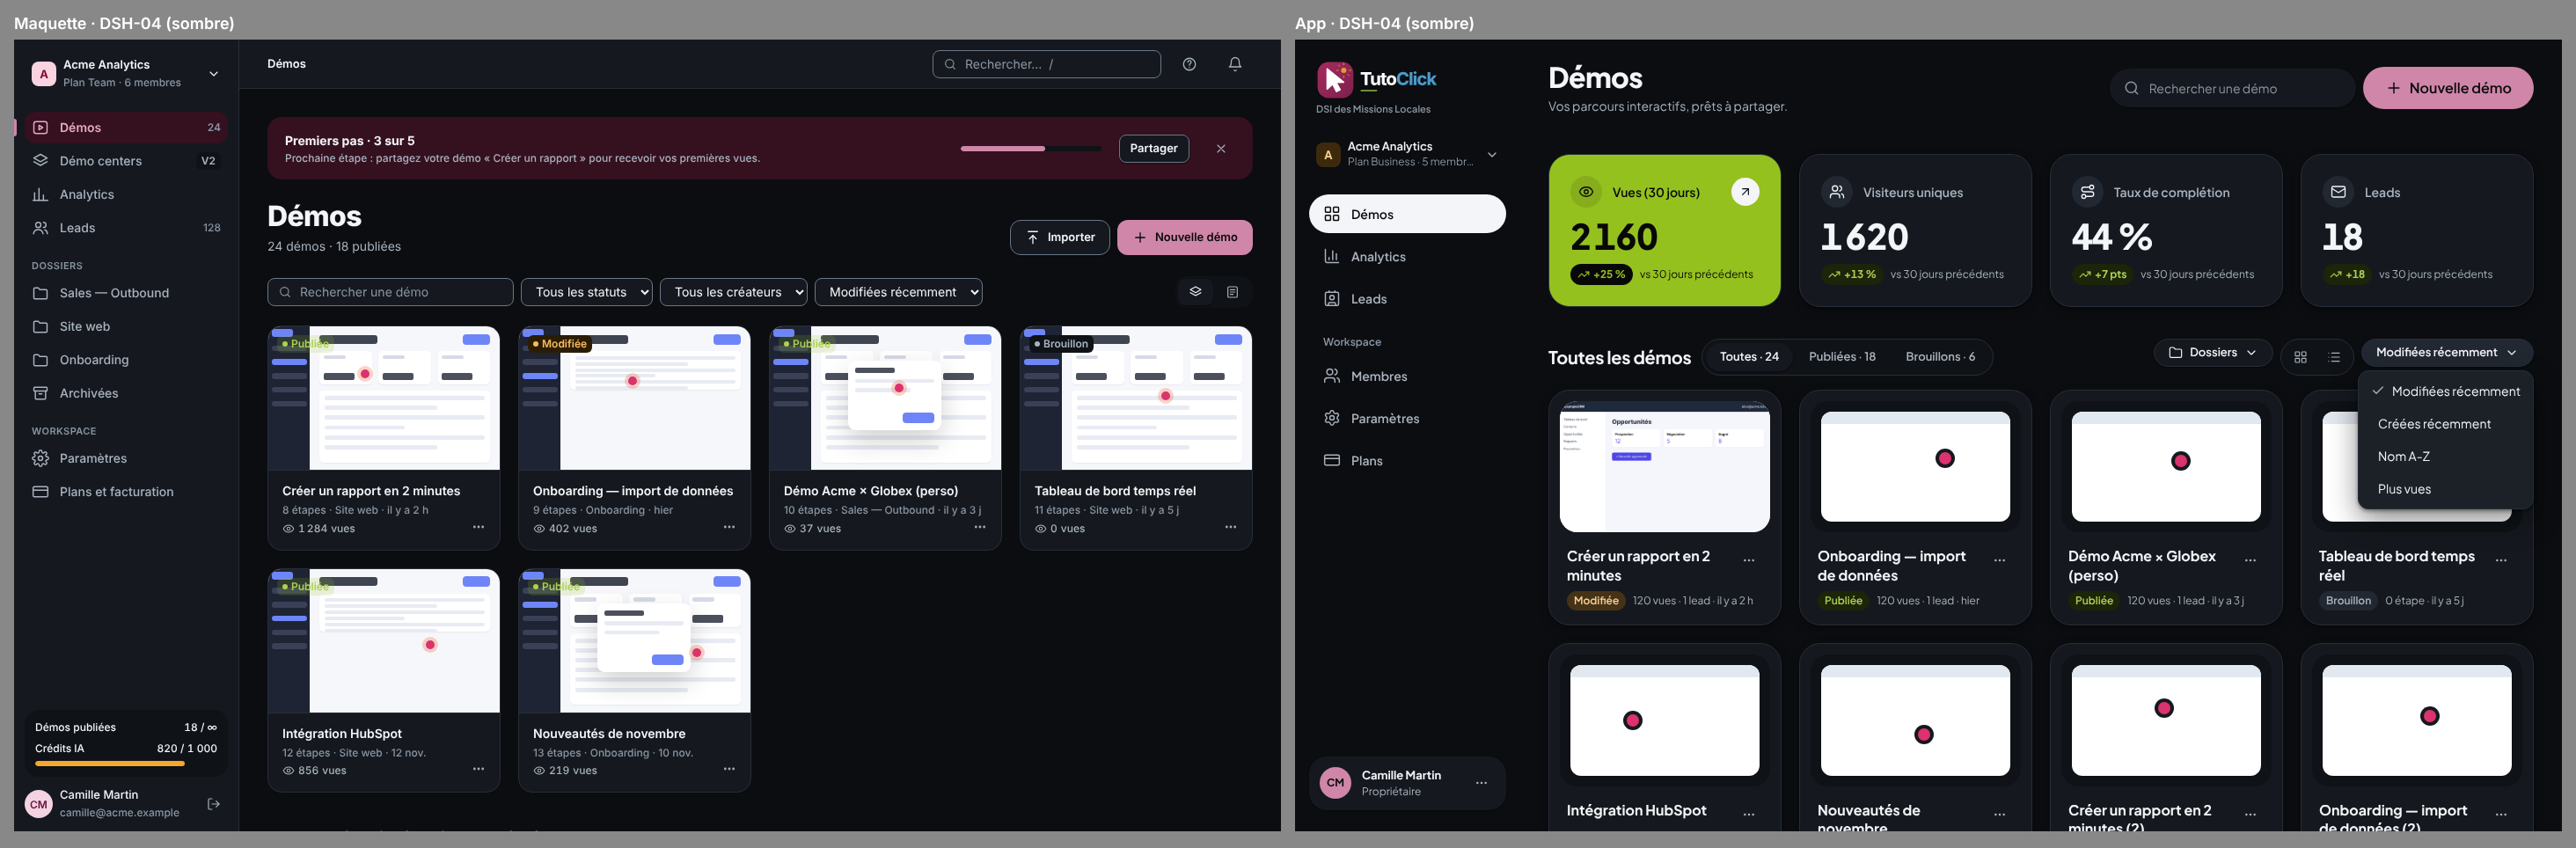 Maquette · DSH-04 (sombre)
A
Acme Analytics
Plan Team · 6 membres
Démos
24
Démo centers
V2
Analytics
Leads
128
DOSSIERS
Sales — Outbound
Site web
Onboarding
Archivées
WORKSPACE
Paramètres
Plans et facturation
Démos publiées
18 / ∞
Crédits IA
820 / 1 000
CM
Camille Martin
camille@acme.example
Démos
Rechercher... /
Premiers pas · 3 sur 5
Prochaine étape : partagez votre démo « Créer un rapport » pour recevoir vos premières vues.
Partager
Démos
24 démos · 18 publiées
Importer
Nouvelle démo
Rechercher une démo
Tous les statuts
Tous les créateurs
Modifiées récemment
Publiée
Créer un rapport en 2 minutes
8 étapes · Site web · il y a 2 h
1 284 vues
Modifiée
Onboarding — import de données
9 étapes · Onboarding · hier
402 vues
Publiée
Démo Acme × Globex (perso)
10 étapes · Sales — Outbound · il y a 3 j
37 vues
Brouillon
Tableau de bord temps réel
11 étapes · Site web · il y a 5 j
0 vues
Publiée
Intégration HubSpot
12 étapes · Site web · 12 nov.
856 vues
Publiée
Nouveautés de novembre
13 étapes · Onboarding · 10 nov.
219 vues
App · DSH-04 (sombre)
TutoClick
DSI des Missions Locales
A
Acme Analytics
Plan Business · 5 membr...
Démos
Analytics
Leads
Workspace
Membres
Paramètres
Plans
CM
Camille Martin
Propriétaire
Démos
Vos parcours interactifs, prêts à partager.
Rechercher une démo
Nouvelle démo
Vues (30 jours)
2 160
+25 %
vs 30 jours précédents
Visiteurs uniques
1 620
+13 %
vs 30 jours précédents
Taux de complétion
44 %
+7 pts
vs 30 jours précédents
Leads
18
+18
vs 30 jours précédents
Toutes les démos
Toutes · 24
Publiées · 18
Brouillons · 6
Dossiers
Modifiées récemment
Modifiées récemment
Créées récemment
Nom A-Z
Plus vues
Opportunités
Créer un rapport en 2
minutes
Modifiée
120 vues · 1 lead · il y a 2 h
Onboarding — import
de données
Publiée
120 vues · 1 lead · hier
Démo Acme × Globex
(perso)
Publiée
120 vues · 1 lead · il y a 3 j
Tableau de bord temps
réel
Brouillon
0 étape · il y a 5 j
Intégration HubSpot
Nouveautés de
novembre
Créer un rapport en 2
minutes (2)
Onboarding — import
de données (2)